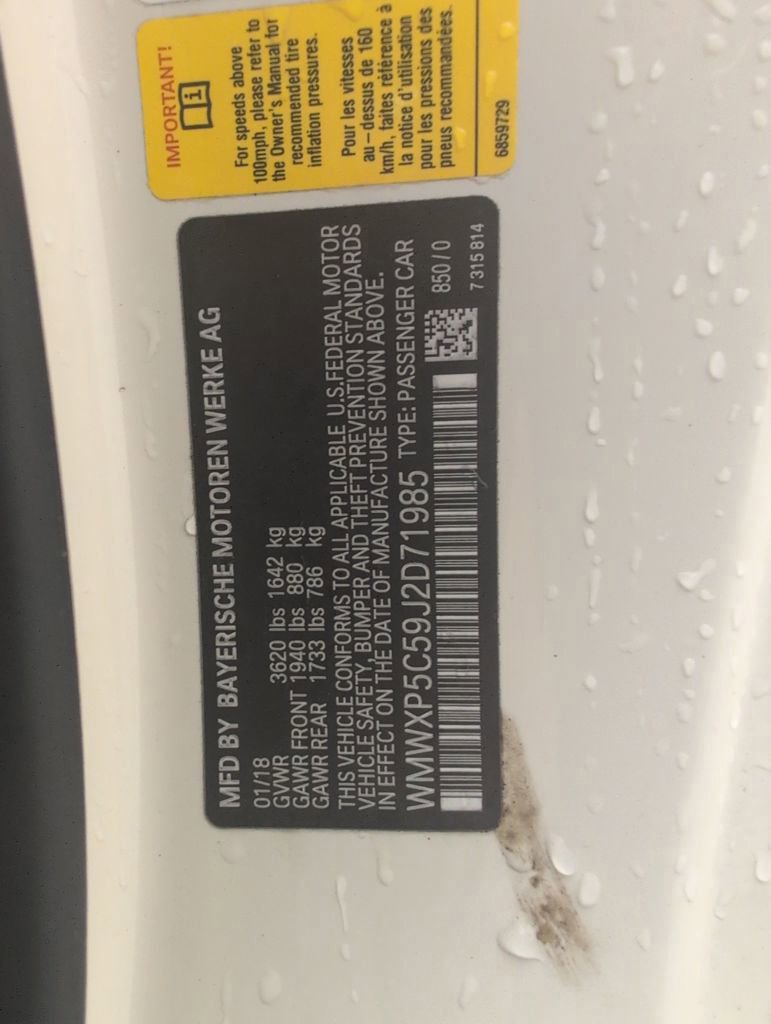 MFD BY BAYERISCHE MOTOREN WERKE AG
01/18
GVWR 3620 lbs 1642 kg
GAWR FRONT 1940 lbs 880 kg
GAWR REAR 1733 lbs 786 kg
THIS VEHICLE CONFORMS TO ALL APPLICABLE U.S.FEDERAL MOTOR
VEHICLE SAFETY, BUMPER AND THEFT PREVENTION STANDARDS
IN EFFECT ON THE DATE OF MANUFACTURE SHOWN ABOVE.
WMWXP5C59J2D71985 TYPE: PASSENGER CAR
850 / 0
7 315 814
IMPORTANT!
For speeds above
100mph, please refer to
the Owner's Manual for
recommended tire
inflation pressures.
Pour les vitesses
au-dessus de 160
km/h, faites référence à
la notice d'utilisation
pour les pressions des
pneus recommandées.
6859729